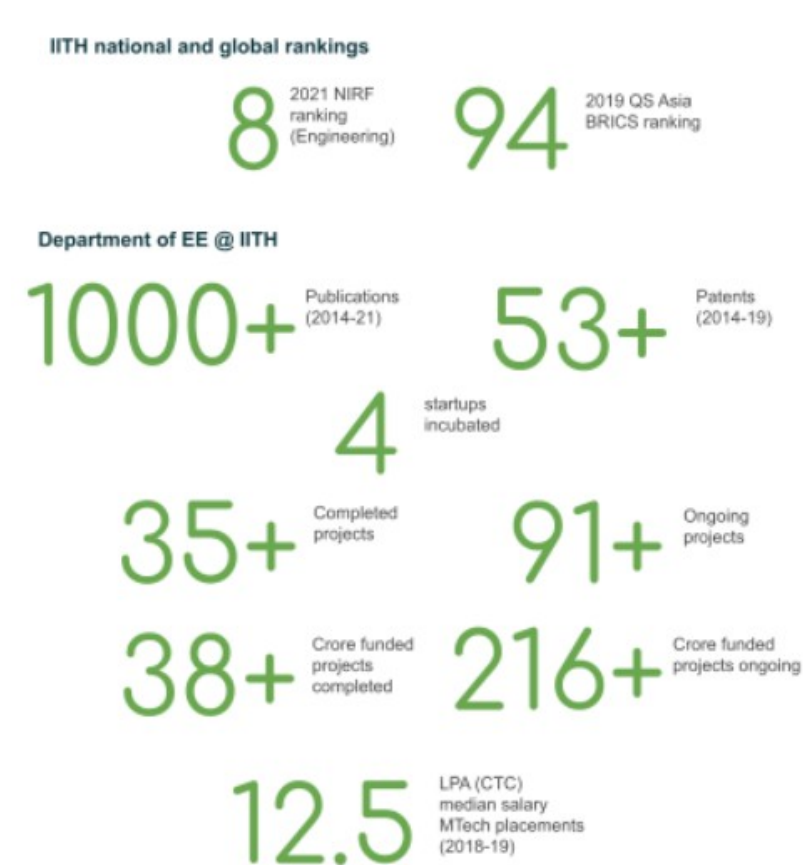 IITH national and global rankings
8
2021 NIRF
ranking
(Engineering)
94
2019 QS Asia
BRICS ranking
Department of EE @ IITH
1000+
Publications
(2014-21)
53+
Patents
(2014-19)
4
startups
incubated
35+
Completed
projects
91+
Ongoing
projects
38+
Crore funded
projects
completed
216+
Crore funded
projects ongoing
12.5
LPA (CTC)
median salary
MTech placements
(2018-19)